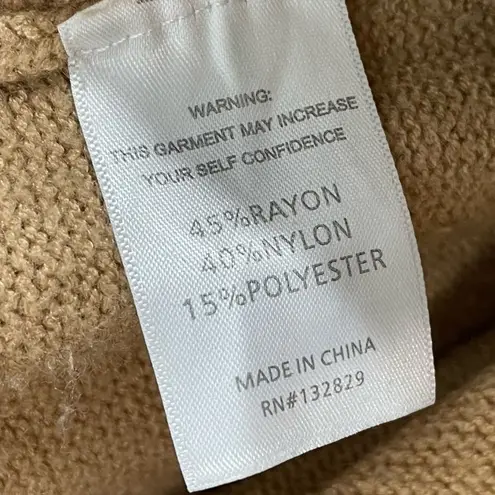 WARNING:
THIS GARMENT MAY INCREASE
YOUR SELF CONFIDENCE
45%RAYON
40%NYLON
15%POLYESTER
MADE IN CHINA
RN#132829